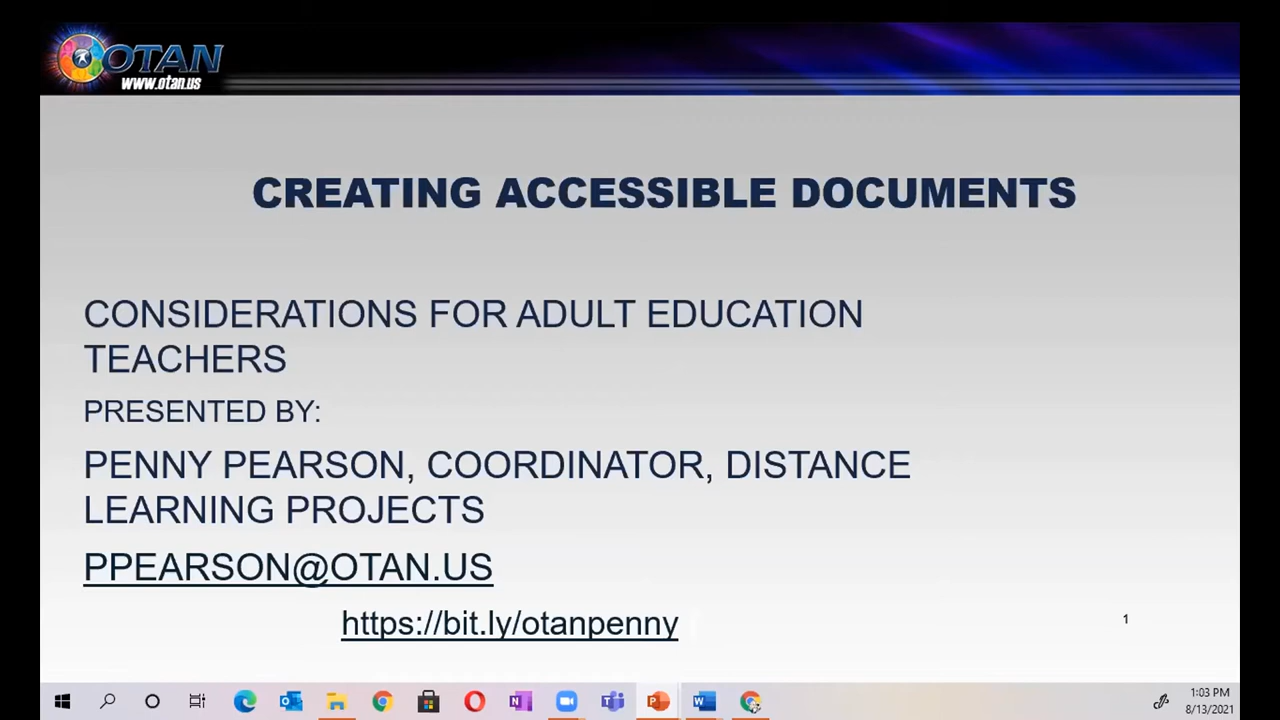 OTAN
www.otan.us
CREATING ACCESSIBLE DOCUMENTS
CONSIDERATIONS FOR ADULT EDUCATION
TEACHERS
PRESENTED BY:
PENNY PEARSON, COORDINATOR, DISTANCE
LEARNING PROJECTS
PPEARSON@OTAN.US
https://bit.ly/otanpenny
1
1:03 PM
8/13/2021